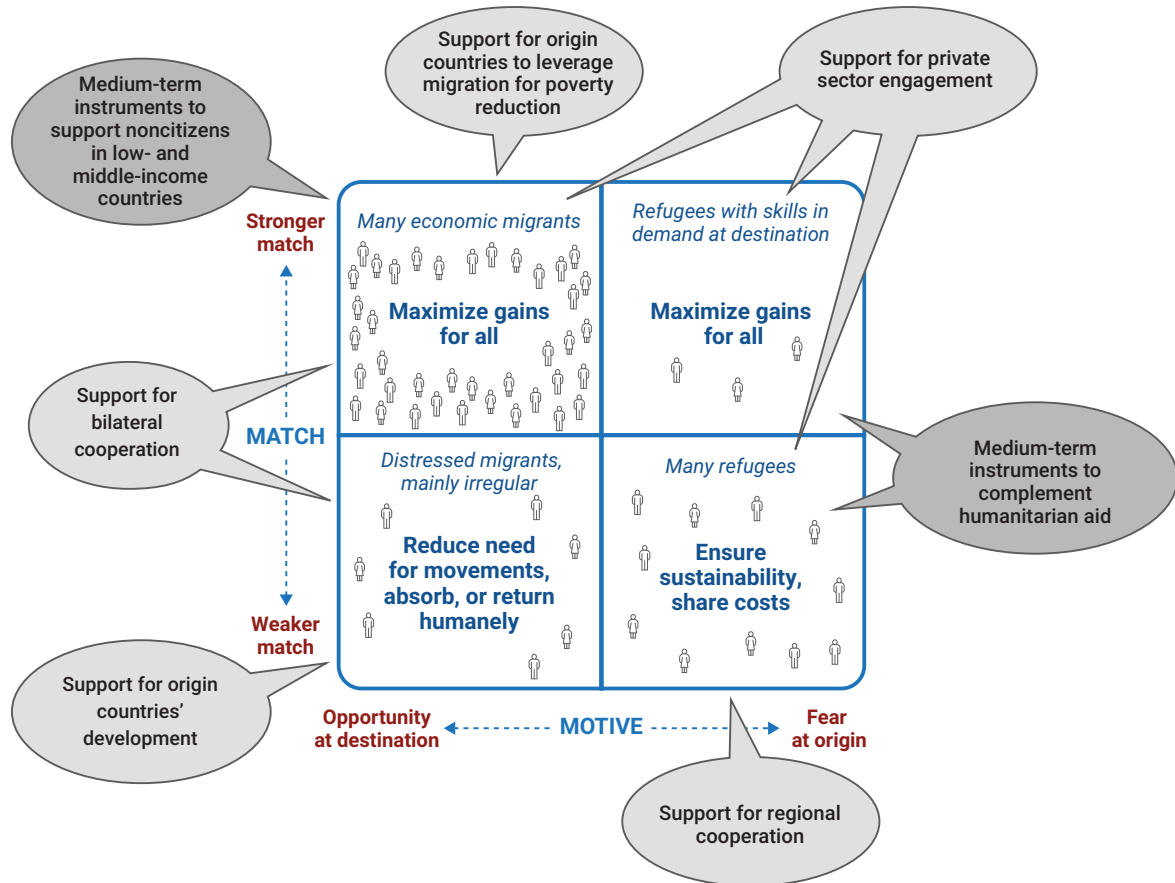 Support for origin
countries to leverage
migration for poverty
reduction
Support for private
sector engagement
Medium-term
instruments to
support noncitizens
in low- and
middle-income
countries
Stronger
match
Many economic migrants
Maximize gains
for all
Refugees with skills in
demand at destination
Maximize gains
for all
Support for
bilateral
cooperation
MATCH
Distressed migrants,
mainly irregular
Reduce need
for movements,
absorb, or return
humanely
Many refugees
Ensure
sustainability,
share costs
Medium-term
instruments to
complement
humanitarian aid
Weaker
match
Support for origin
countries’
development
Opportunity
at destination
MOTIVE
Fear
at origin
Support for regional
cooperation